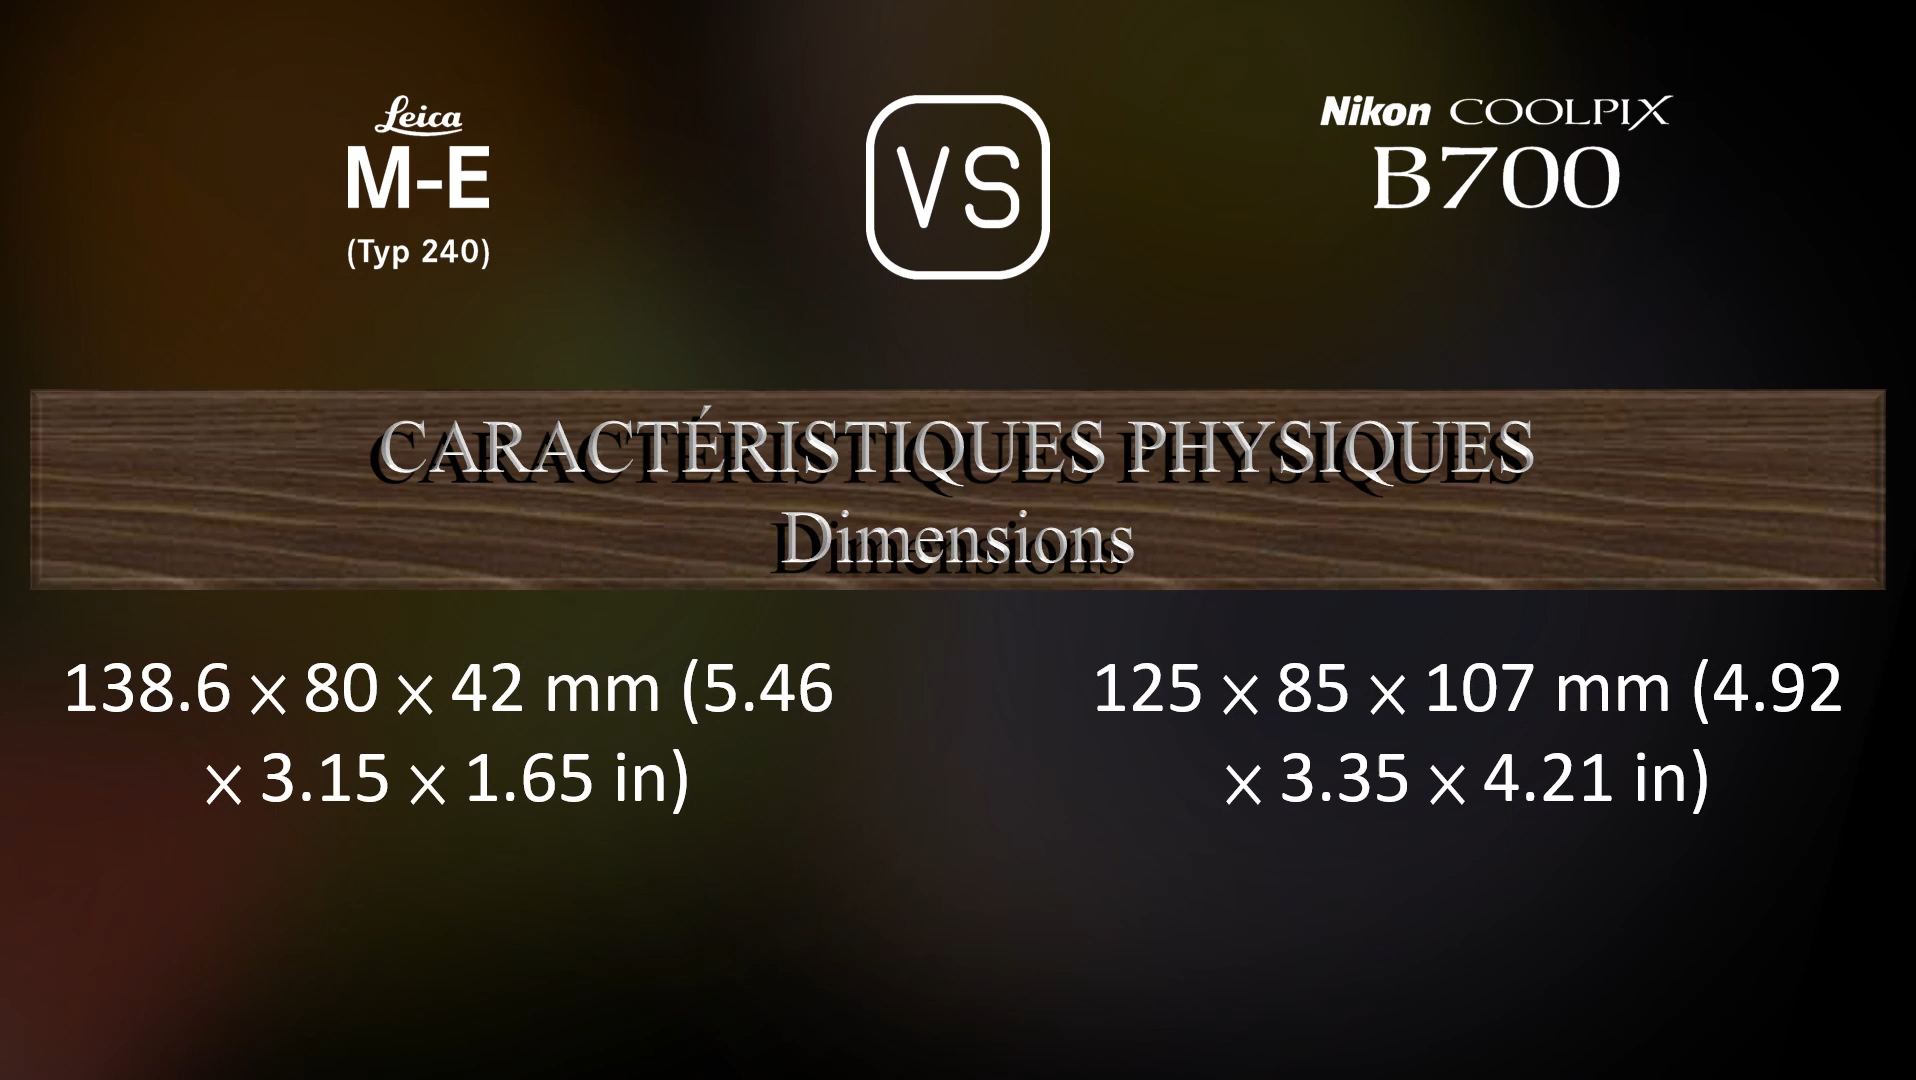 Leica
M-E
(Typ 240)
VS
Nikon COOLPIX
B700
CARACTÉRISTIQUES PHYSIQUES
Dimensions
138.6 x 80 x 42 mm (5.46
x 3.15 x 1.65 in)
125 x 85 x 107 mm (4.92
x 3.35 x 4.21 in)